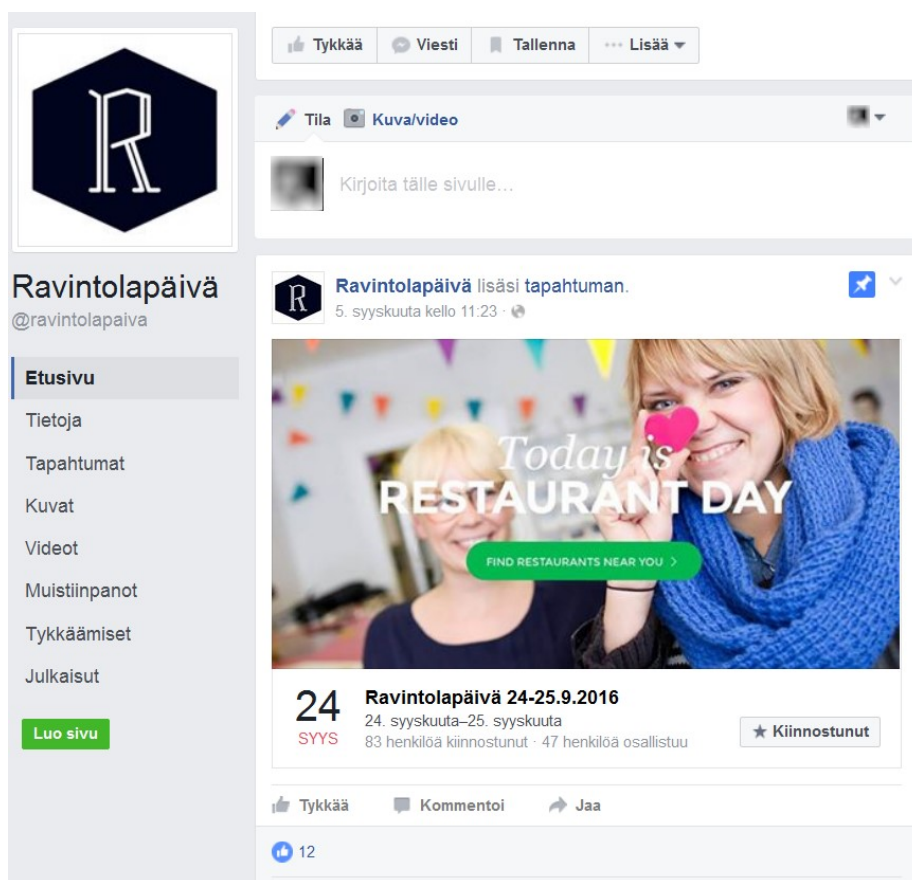 R
Ravintolapäivä
@ravintolapaiva
Etusivu
Tietoja
Tapahtumat
Kuvat
Videot
Muistiinpanot
Tykkäämiset
Julkaisut
Luo sivu
Tykkää Viesti Tallenna ··· Lisää
Tila Kuva/video
Kirjoita tälle sivulle...
R
Ravintolapäivä lisäsi tapahtuman.
5. syyskuuta kello 11:23 ·
Today is
RESTAURANT DAY
FIND RESTAURANTS NEAR YOU >
24
SYYS
Ravintolapäivä 24-25.9.2016
24. syyskuuta–25. syyskuuta
83 henkilöä kiinnostunut · 47 henkilöä osallistuu
★ Kiinnostunut
Tykkää Kommentoi Jaa
12